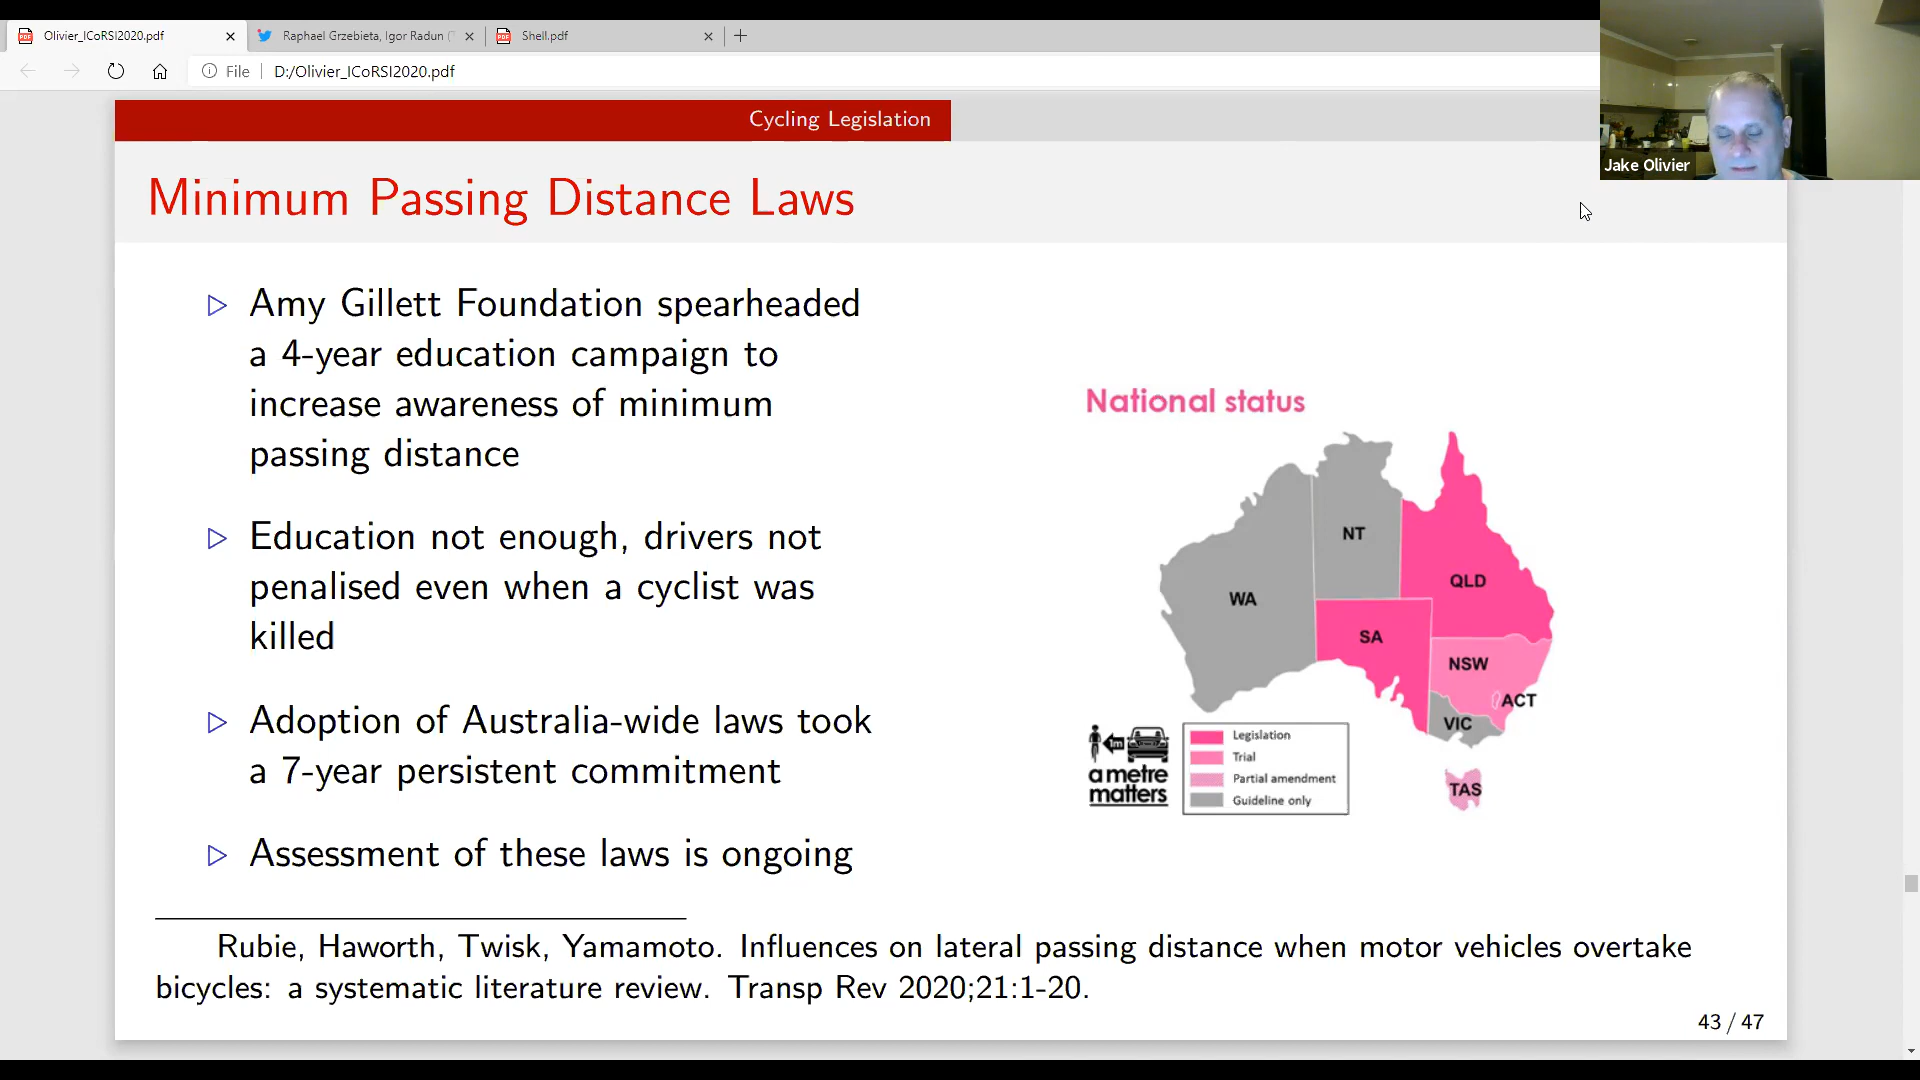 Olivier_ICoRSI2020.pdf
Raphael Grzebieta, Igor Radun (
Shell.pdf
File
D:/Olivier_ICoRSI2020.pdf
Jake Olivier
Cycling Legislation
Minimum Passing Distance Laws
Amy Gillett Foundation spearheaded
a 4-year education campaign to
increase awareness of minimum
passing distance
Education not enough, drivers not
penalised even when a cyclist was
killed
Adoption of Australia-wide laws took
a 7-year persistent commitment
Assessment of these laws is ongoing
National status
NT
QLD
WA
SA
NSW
ACT
VIC
TAS
1m
a metre
matters
Legislation
Trial
Partial amendment
Guideline only
Rubie, Haworth, Twisk, Yamamoto. Influences on lateral passing distance when motor vehicles overtake
bicycles: a systematic literature review. Transp Rev 2020;21:1-20.
43 / 47